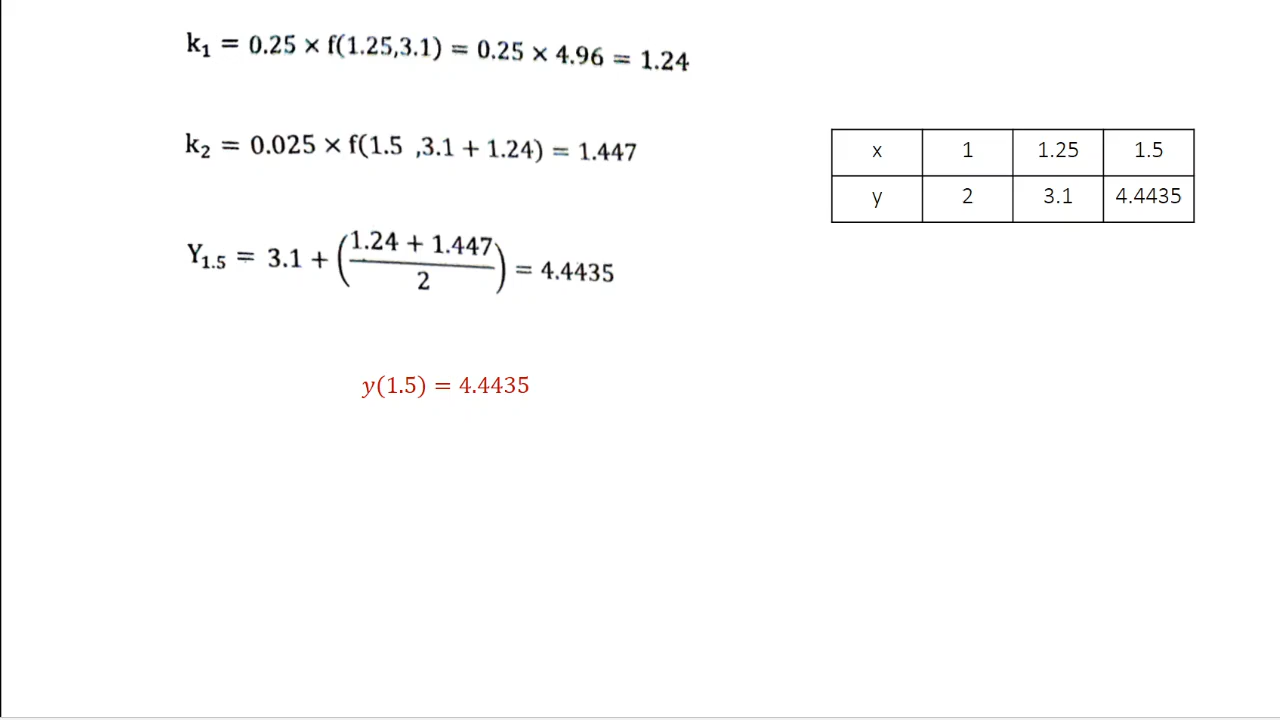 k₁ = 0.25 × f(1.25,3.1) = 0.25 × 4.96 = 1.24
k₂ = 0.025 × f(1.5 ,3.1 + 1.24) = 1.447
x 1 1.25 1.5
y 2 3.1 4.4435
Y₁.₅ = 3.1 + (1.24 + 1.447 / 2) = 4.4435
y(1.5) = 4.4435